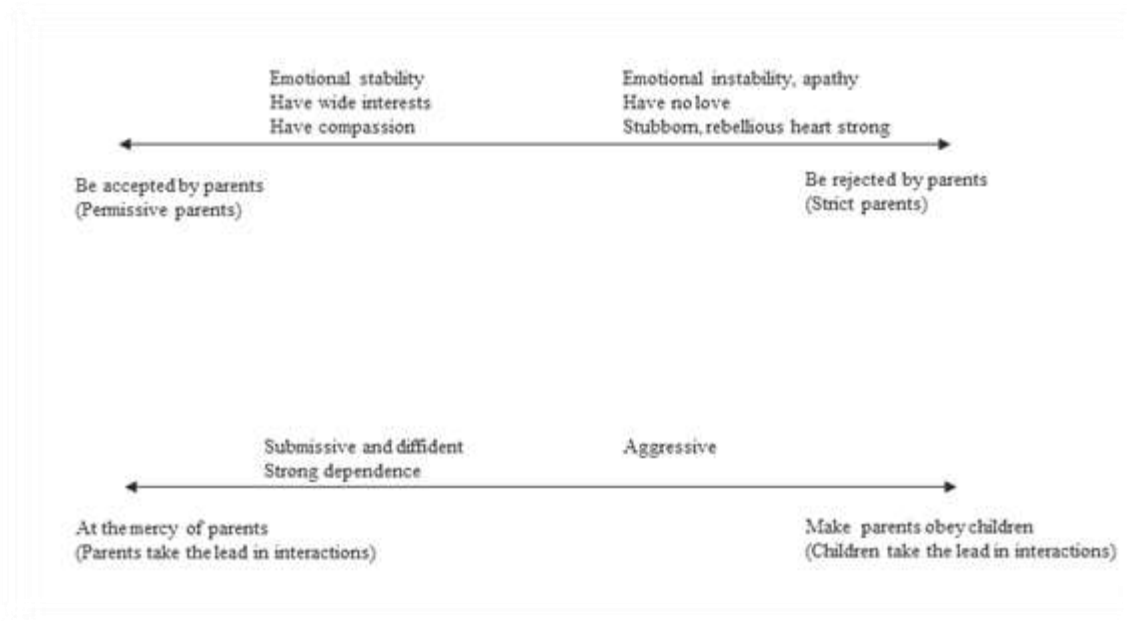 Emotional stability
Have wide interests
Have compassion
Emotional instability, apathy
Have no love
Stubborn, rebellious heart strong
Be accepted by parents
(Permissive parents)
Be rejected by parents
(Strict parents)
Submissive and diffident
Strong dependence
Aggressive
At the mercy of parents
(Parents take the lead in interactions)
Make parents obey children
(Children take the lead in interactions)